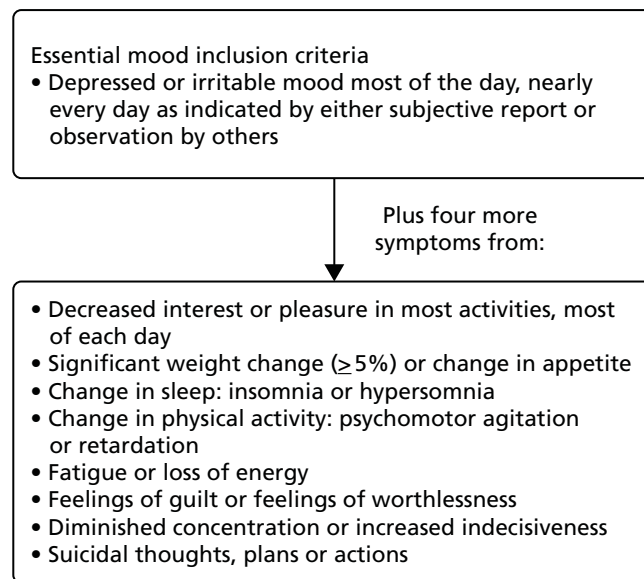 Essential mood inclusion criteria
• Depressed or irritable mood most of the day, nearly
every day as indicated by either subjective report or
observation by others
Plus four more
symptoms from:
• Decreased interest or pleasure in most activities, most
of each day
• Significant weight change (≥5%) or change in appetite
• Change in sleep: insomnia or hypersomnia
• Change in physical activity: psychomotor agitation
or retardation
• Fatigue or loss of energy
• Feelings of guilt or feelings of worthlessness
• Diminished concentration or increased indecisiveness
• Suicidal thoughts, plans or actions